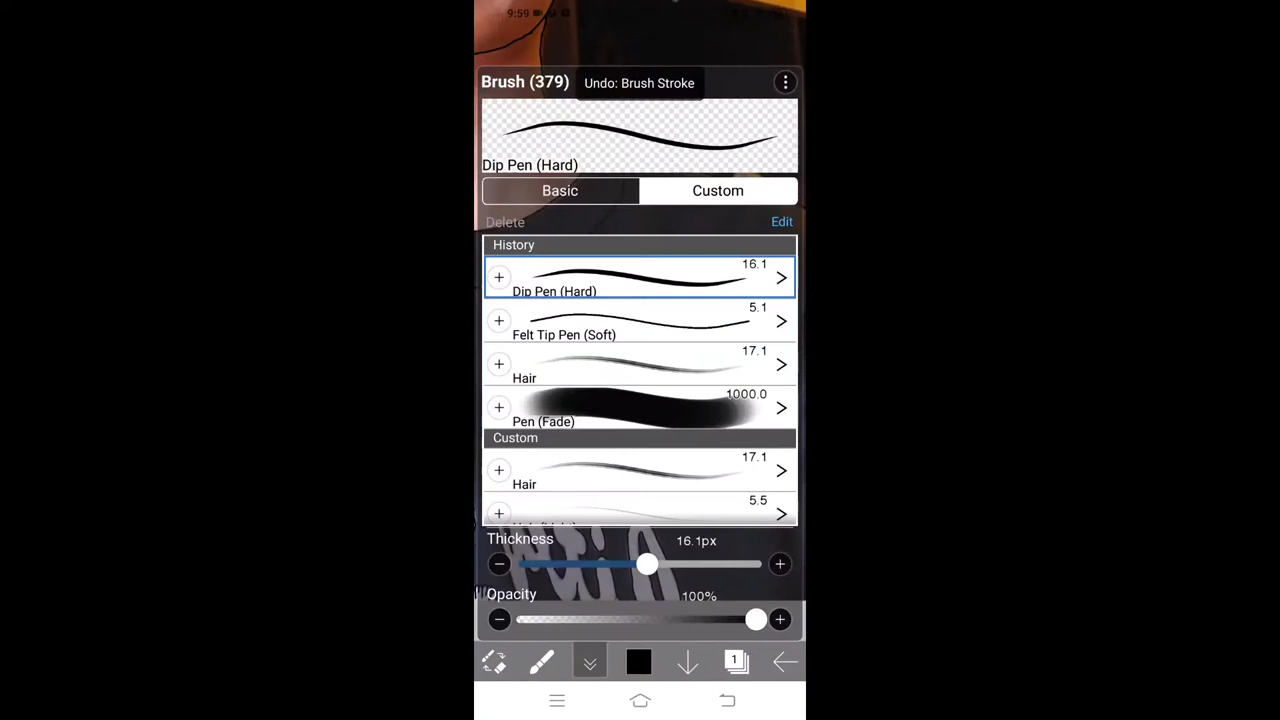 9:59
Brush (379)
Undo: Brush Stroke
Dip Pen (Hard)
Basic
Custom
Delete
Edit
History
16.1
Dip Pen (Hard)
5.1
Felt Tip Pen (Soft)
17.1
Hair
1000.0
Pen (Fade)
Custom
17.1
Hair
5.5
Thickness
16.1px
Opacity
100%
1